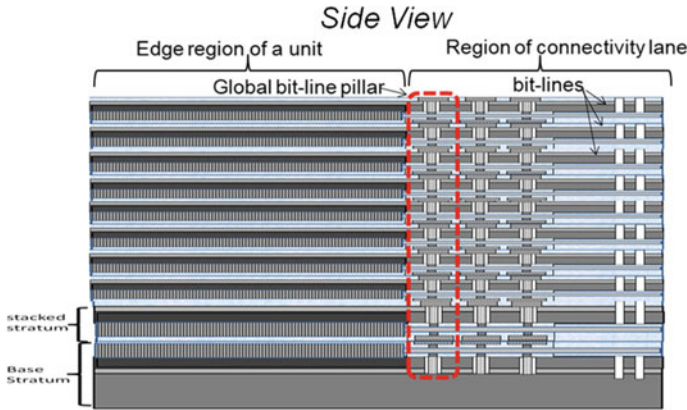 Side View
Edge region of a unit
Region of connectivity lane
Global bit-line pillar
bit-lines
stacked
stratum
Base
Stratum